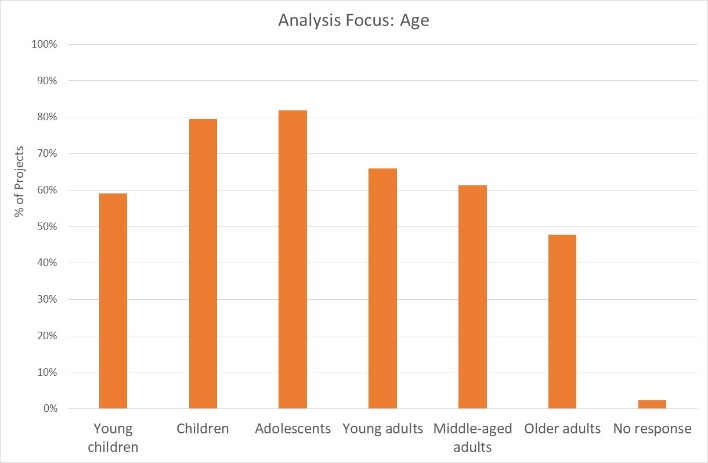 Analysis Focus: Age
% of Projects
100%
90%
80%
70%
60%
50%
40%
30%
20%
10%
0%
Young children
Children
Adolescents
Young adults
Middle-aged adults
Older adults
No response